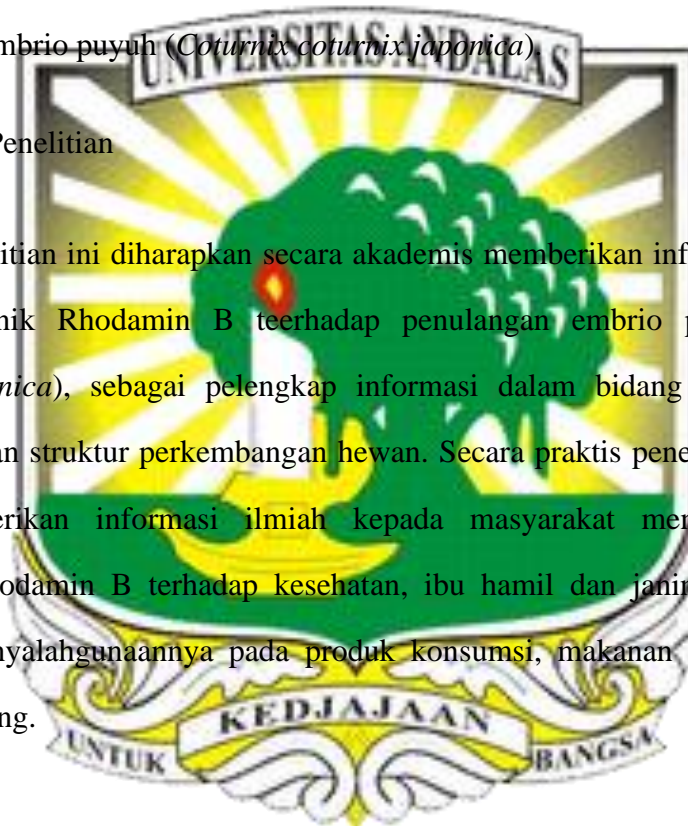 mbrio puyuh (Coturnix coturnix japonica).
UNIVERSITAS ANDALAS
Penelitian
litian ini diharapkan secara akademis memberikan inf
nik Rhodamin B teerhadap penulangan embrio p
nica), sebagai pelengkap informasi dalam bidang
an struktur perkembangan hewan. Secara praktis pene
erikan informasi ilmiah kepada masyarakat mer
odamin B terhadap kesehatan, ibu hamil dan janin
nyalahgunaannya pada produk konsumsi, makanan
ng.
UNTUK KEDJAJAAN BANGSA